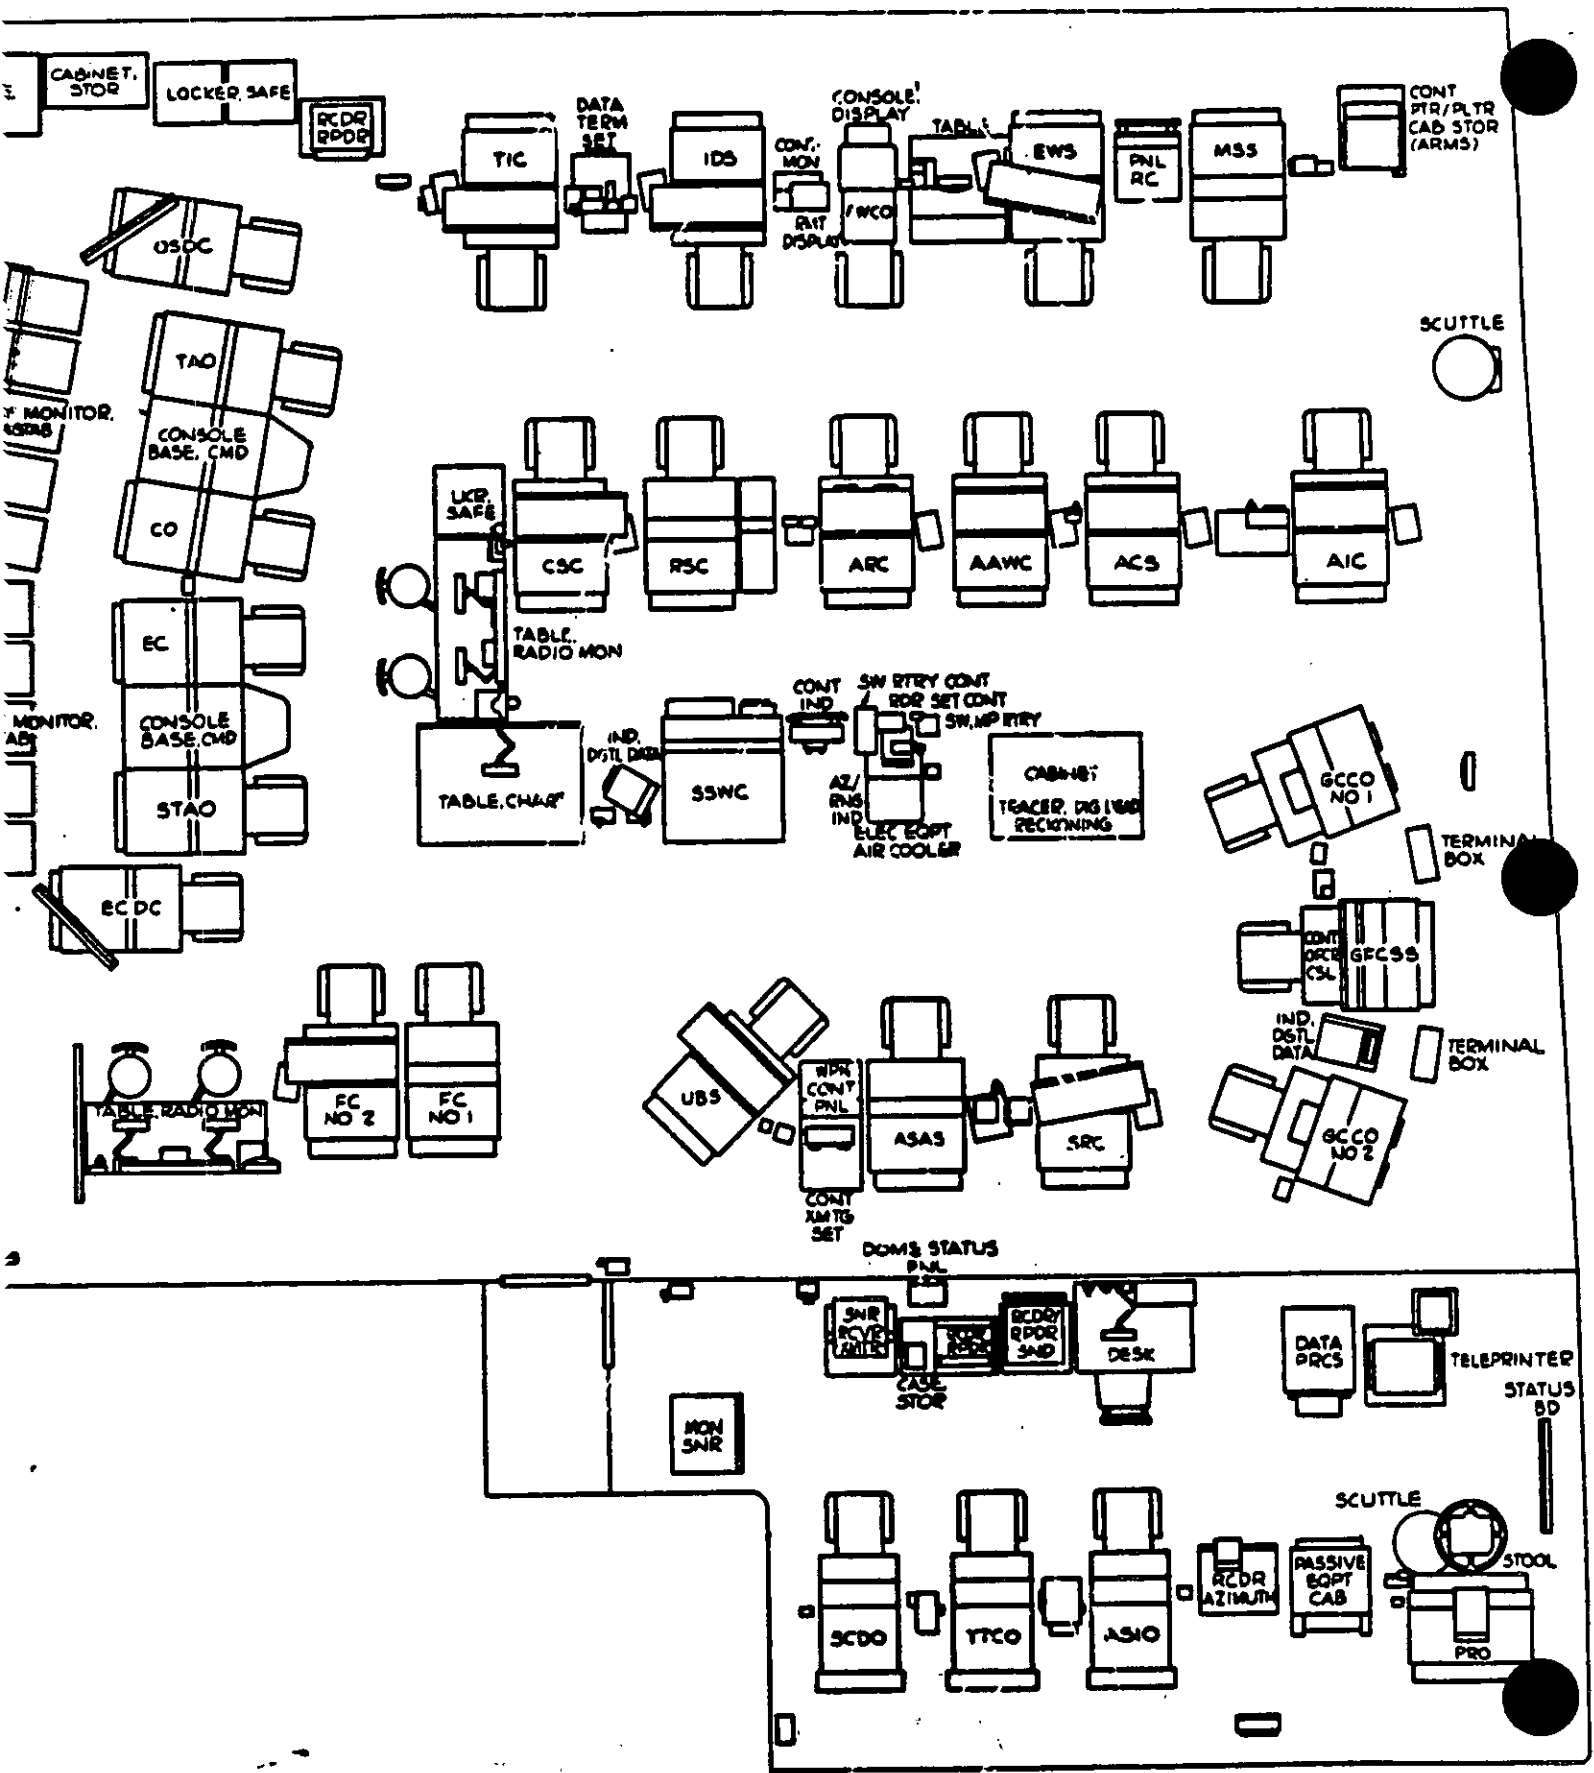 CABINET,
STOR
LOCKER, SAFE
RCDR
RPDR
TIC
DATA
TERM
SET
IDS
CONT
MON
RMT
DISPLAY
CONSOLE,
DISPLAY
TABLE
EWS
PNL
RC
MSS
CONT
PTR/PLTR
CAB STOR
(ARMS)
OSDC
SCUTTLE
TAO
MONITOR,
CONSOLE
BASE, CMD
CO
LKR,
SAFE
CSC
RSC
ARC
AAWC
ACS
AIC
EC
TABLE,
RADIO MON
MONITOR,
CONSOLE
BASE, CMD
STAO
TABLE, CHART
IND,
DGTL DATA
SSWC
CONT
IND
SW RTRY CONT
RDR SET CONT
SW, MP RTRY
AZ/
RNG
IND
ELEC EQPT
AIR COOLER
CABINET
TRACER, DIG DEAD
RECKONING
GCCO
NO 1
TERMINAL
BOX
ECDC
CONT
OFCR
CSL
GFCSS
IND,
DGTL
DATA
TERMINAL
BOX
TABLE, RADIO MON
FC
NO 2
FC
NO 1
UBS
WPN
CONT
PNL
ASAS
SRC
GCCO
NO 2
CONT
XMTG
SET
DOME STATUS
PNL
SNR
RCVR
XMTR
RCDR
RPDR
RCDR/
RPDR
SND
DESK
CASE
STOR
DATA
PRCS
TELEPRINTER
STATUS
BD
MON
SNR
SCUTTLE
STOOL
SCDO
TTCO
ASIO
RCDR
AZIMUTH
PASSIVE
EQPT
CAB
PRO